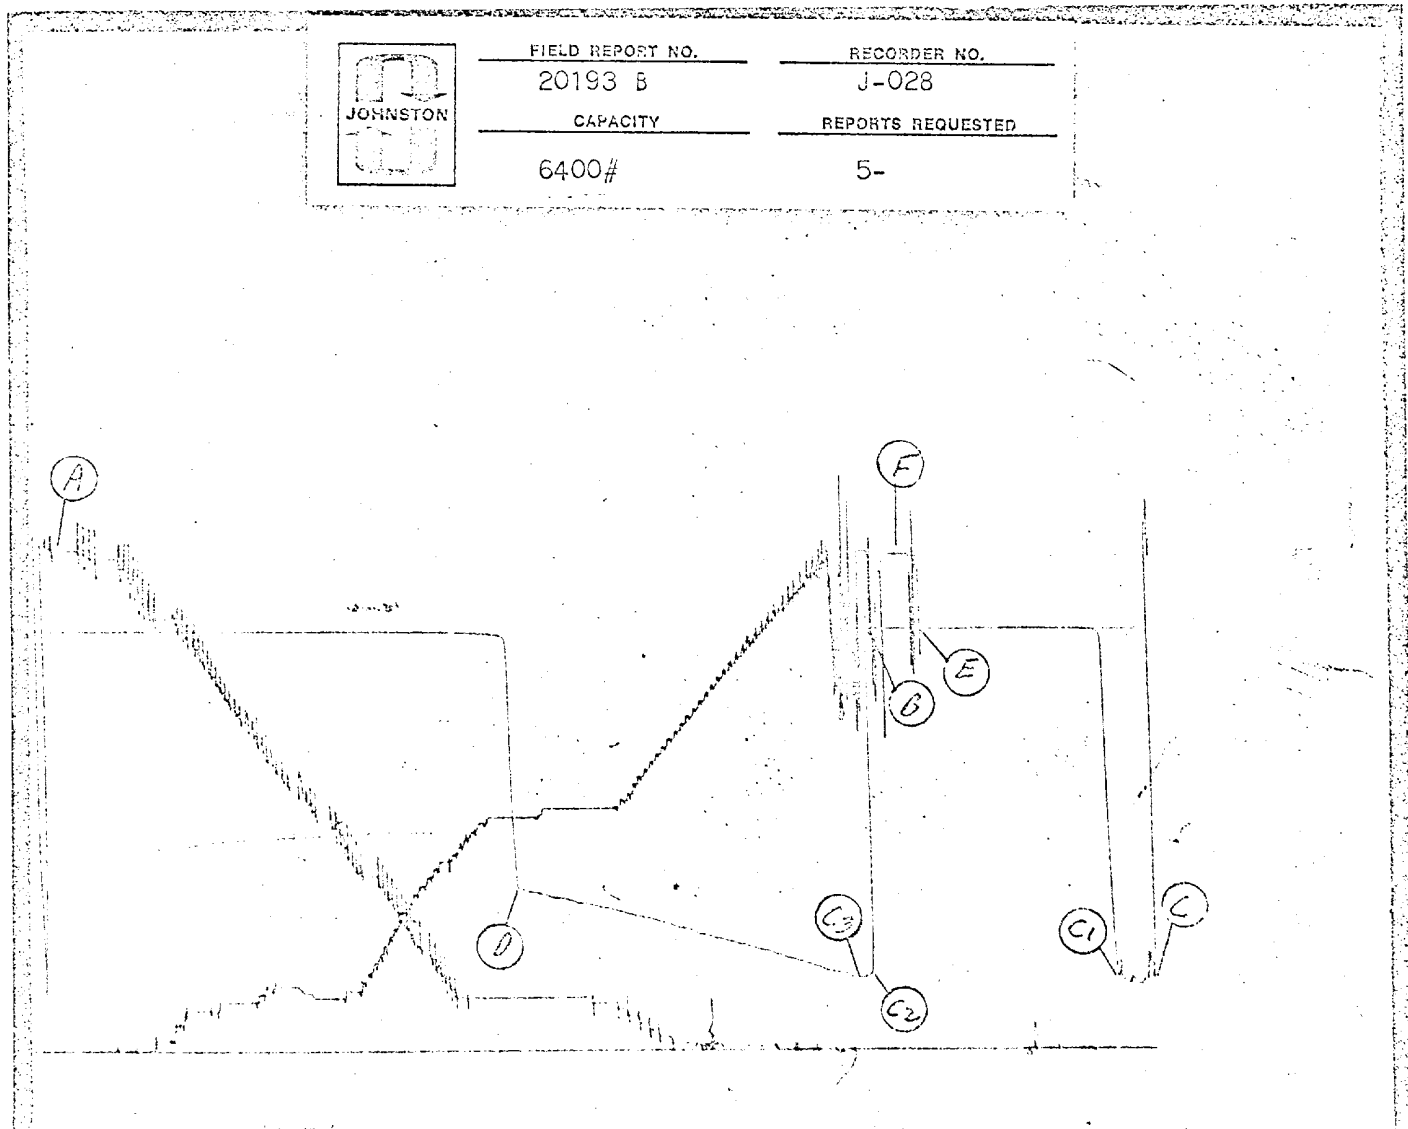 FIELD REPORT NO. RECORDER NO.
20193 B J-028
JOHNSTON
CAPACITY REPORTS REQUESTED
6400# 5-
F
A
E
B
C3 C1 C
D
C2